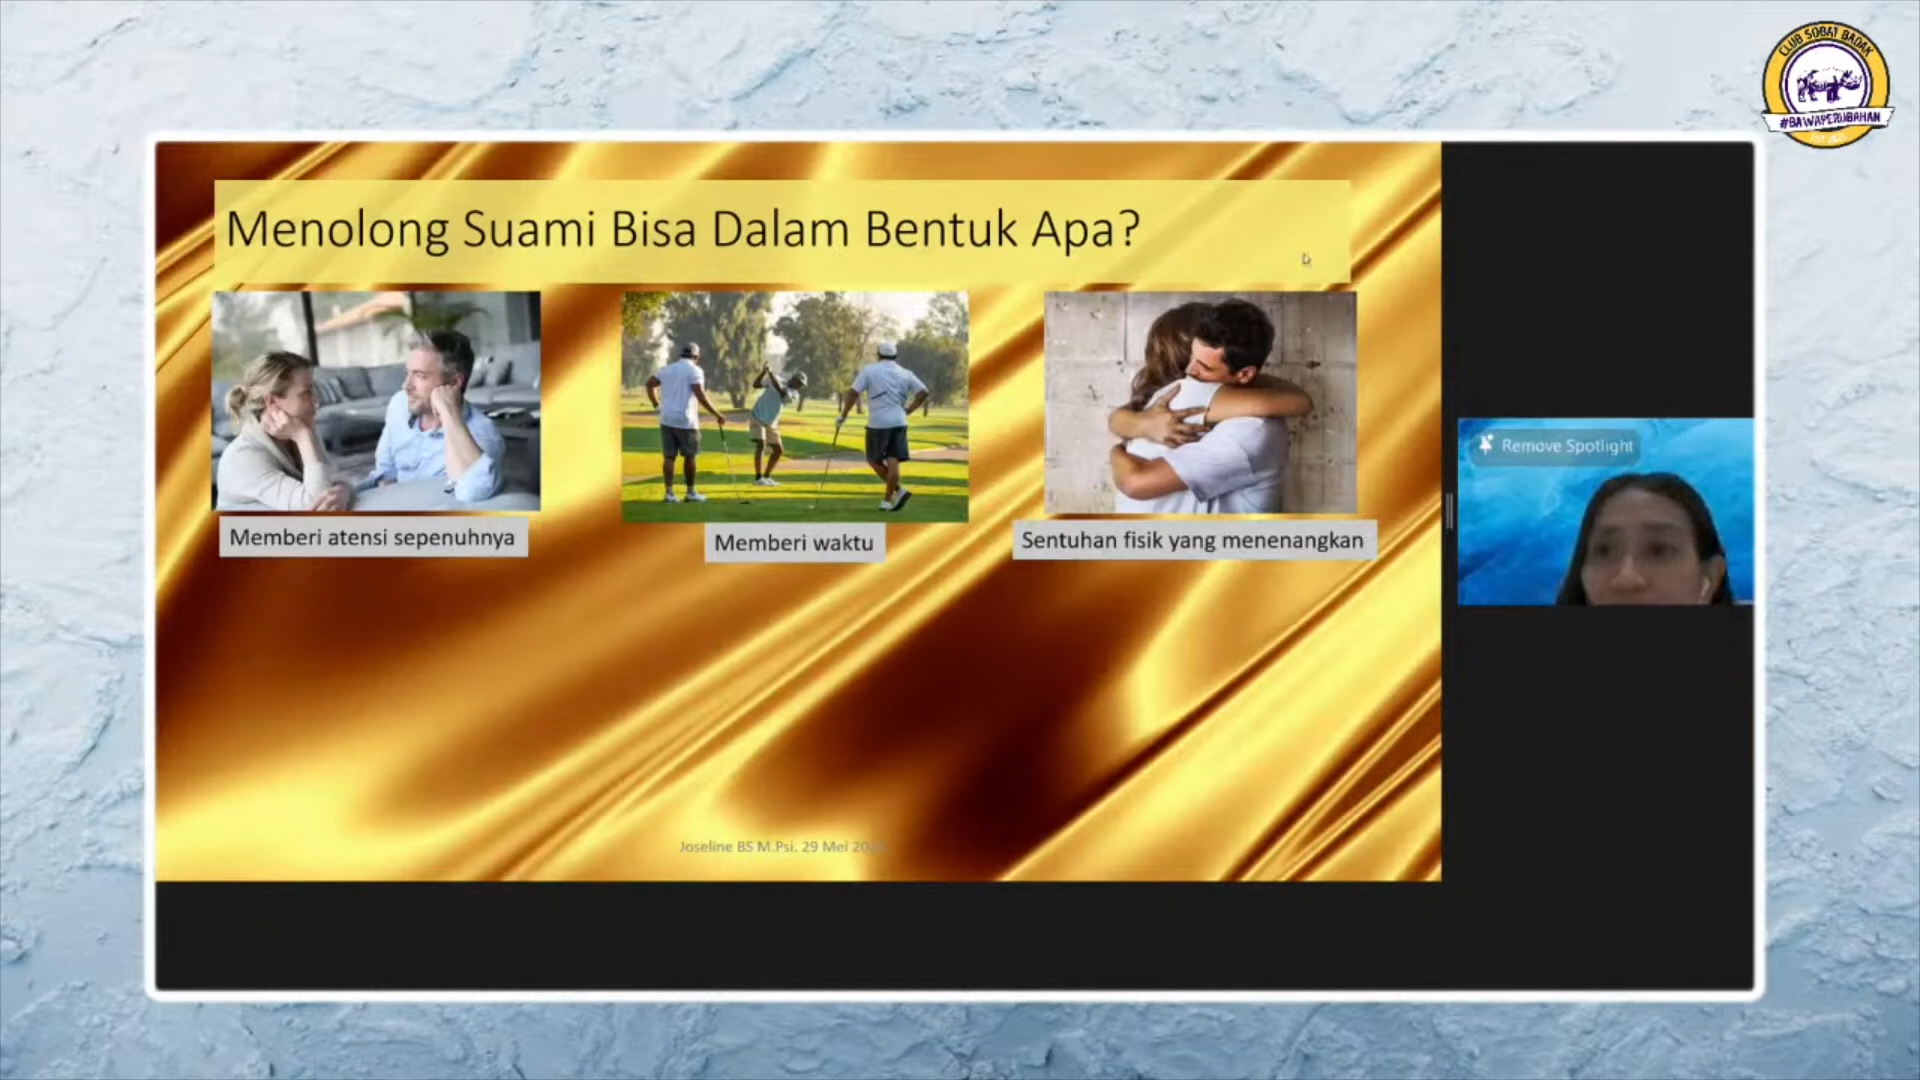 CLUB SOBAT BADAK
#BAWAPERUBAHAN
Menolong Suami Bisa Dalam Bentuk Apa?
Memberi atensi sepenuhnya
Memberi waktu
Sentuhan fisik yang menenangkan
Remove Spotlight
Joseline BS M.Psi. 29 Mei